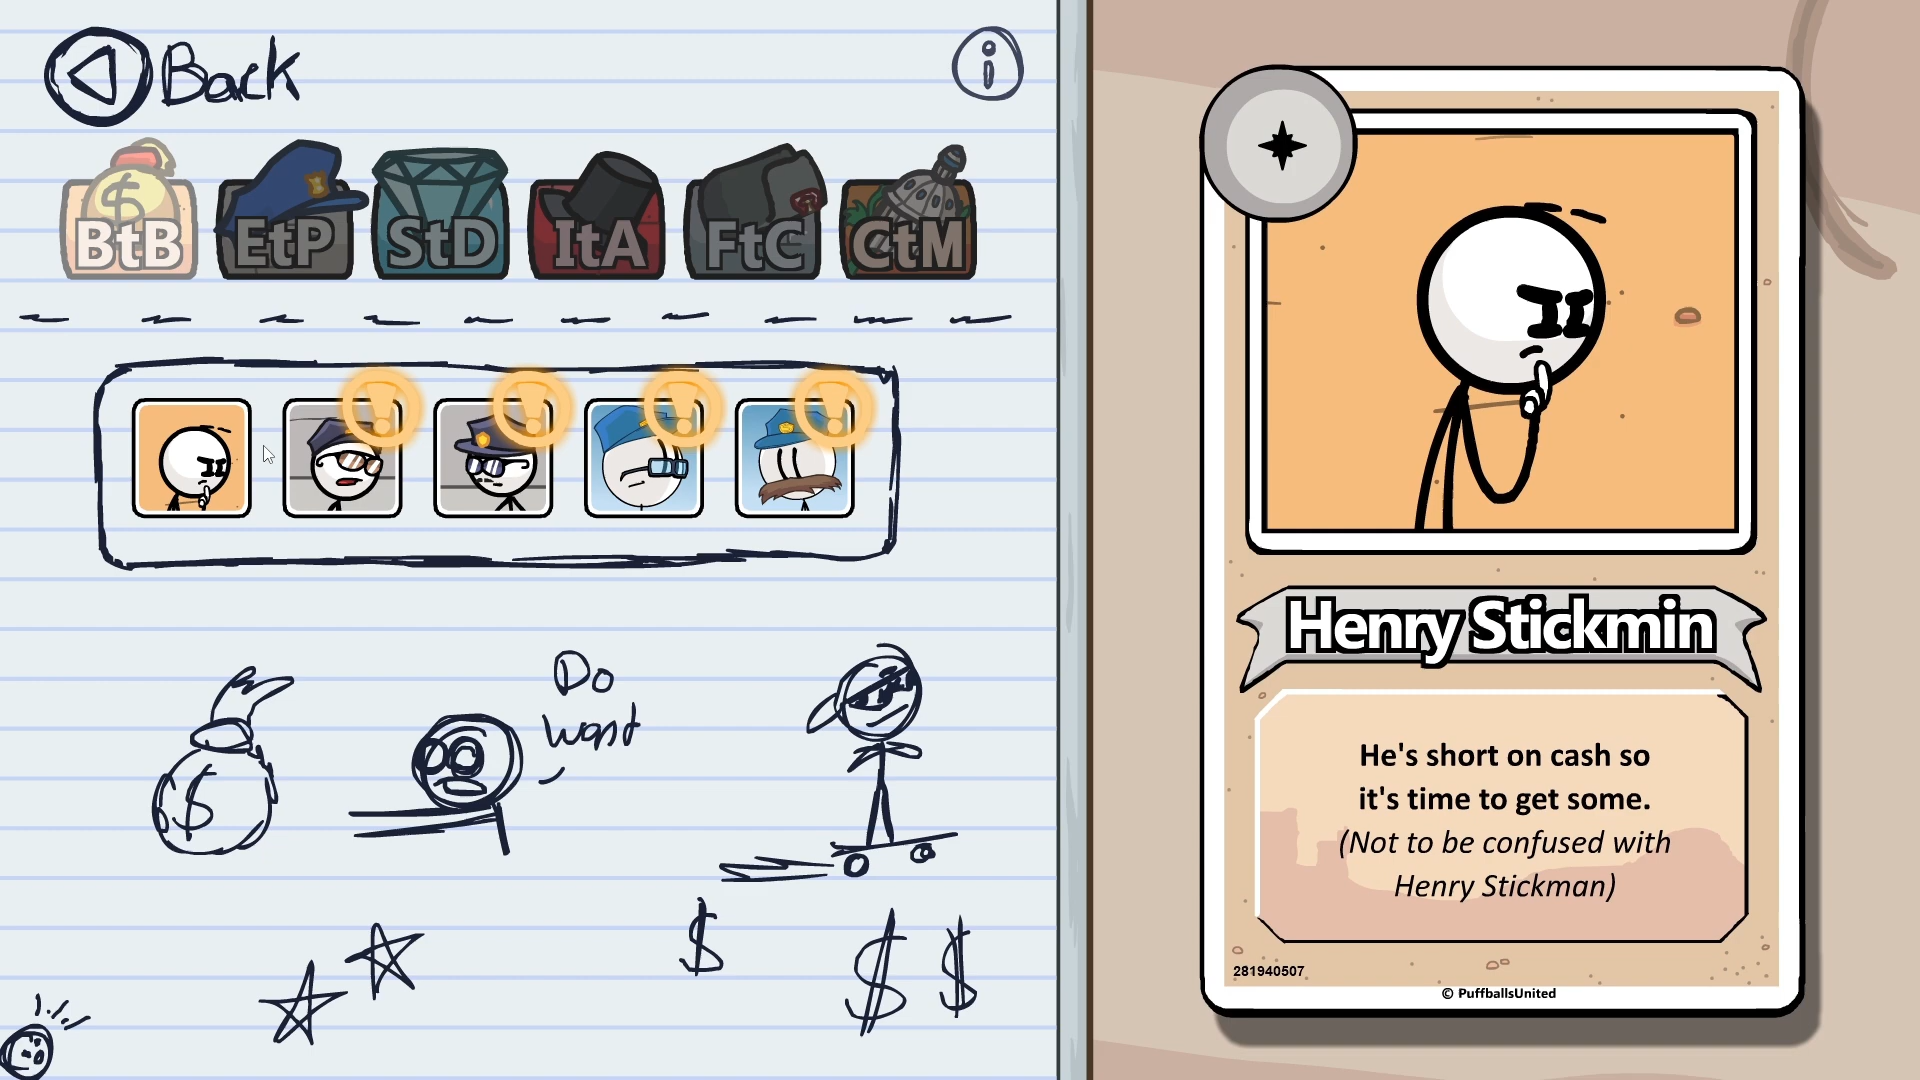 Back
i
BtB EtP StD ItA FtC CtM
! ! ! !
Do
want
$
$
$ $
Henry Stickmin
He's short on cash so
it's time to get some.
(Not to be confused with
Henry Stickman)
281940507
© PuffballsUnited